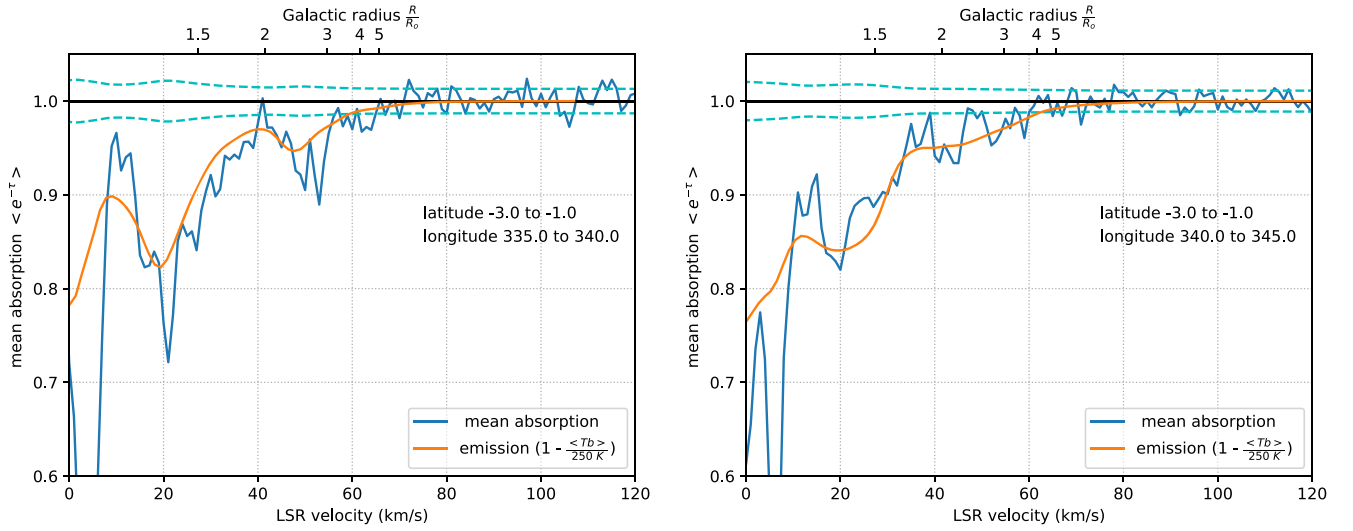 Galactic radius R/R_o
1.5 2 3 4 5
1.0
0.9
0.8
0.7
0.6
mean absorption < e^{-τ} >
latitude -3.0 to -1.0
longitude 335.0 to 340.0
mean absorption
emission (1 - <Tb>/250 K)
0 20 40 60 80 100 120
LSR velocity (km/s)
Galactic radius R/R_o
1.5 2 3 4 5
1.0
0.9
0.8
0.7
0.6
mean absorption < e^{-τ} >
latitude -3.0 to -1.0
longitude 340.0 to 345.0
mean absorption
emission (1 - <Tb>/250 K)
0 20 40 60 80 100 120
LSR velocity (km/s)